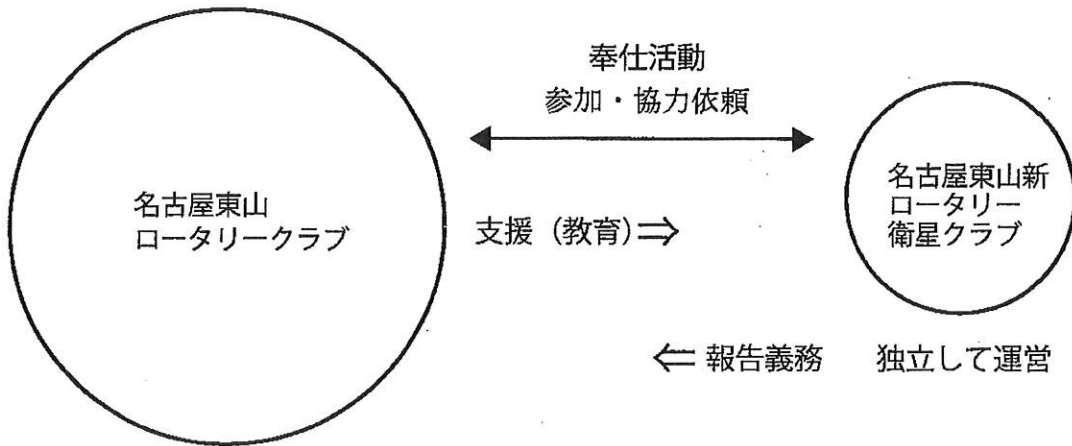 奉仕活動
参加・協力依頼
名古屋東山
ロータリークラブ
支援（教育）⇒
名古屋東山新
ロータリー
衛星クラブ
⇐ 報告義務
独立して運営